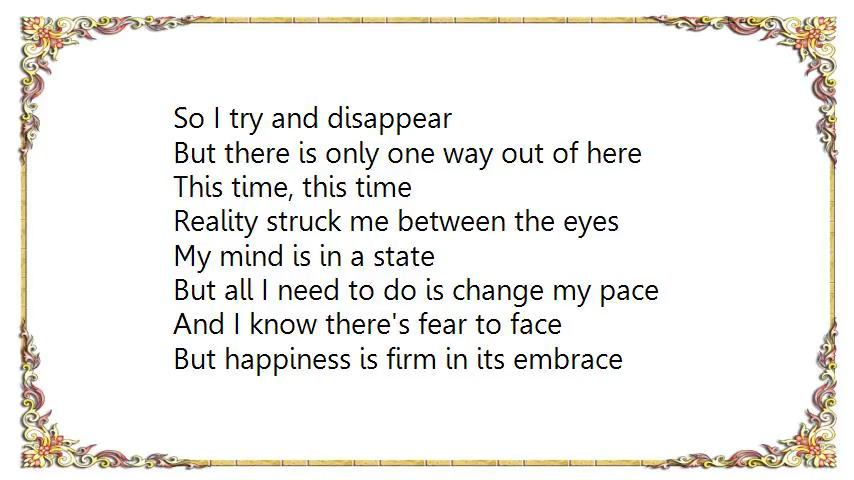 So I try and disappear
But there is only one way out of here
This time, this time
Reality struck me between the eyes
My mind is in a state
But all I need to do is change my pace
And I know there's fear to face
But happiness is firm in its embrace